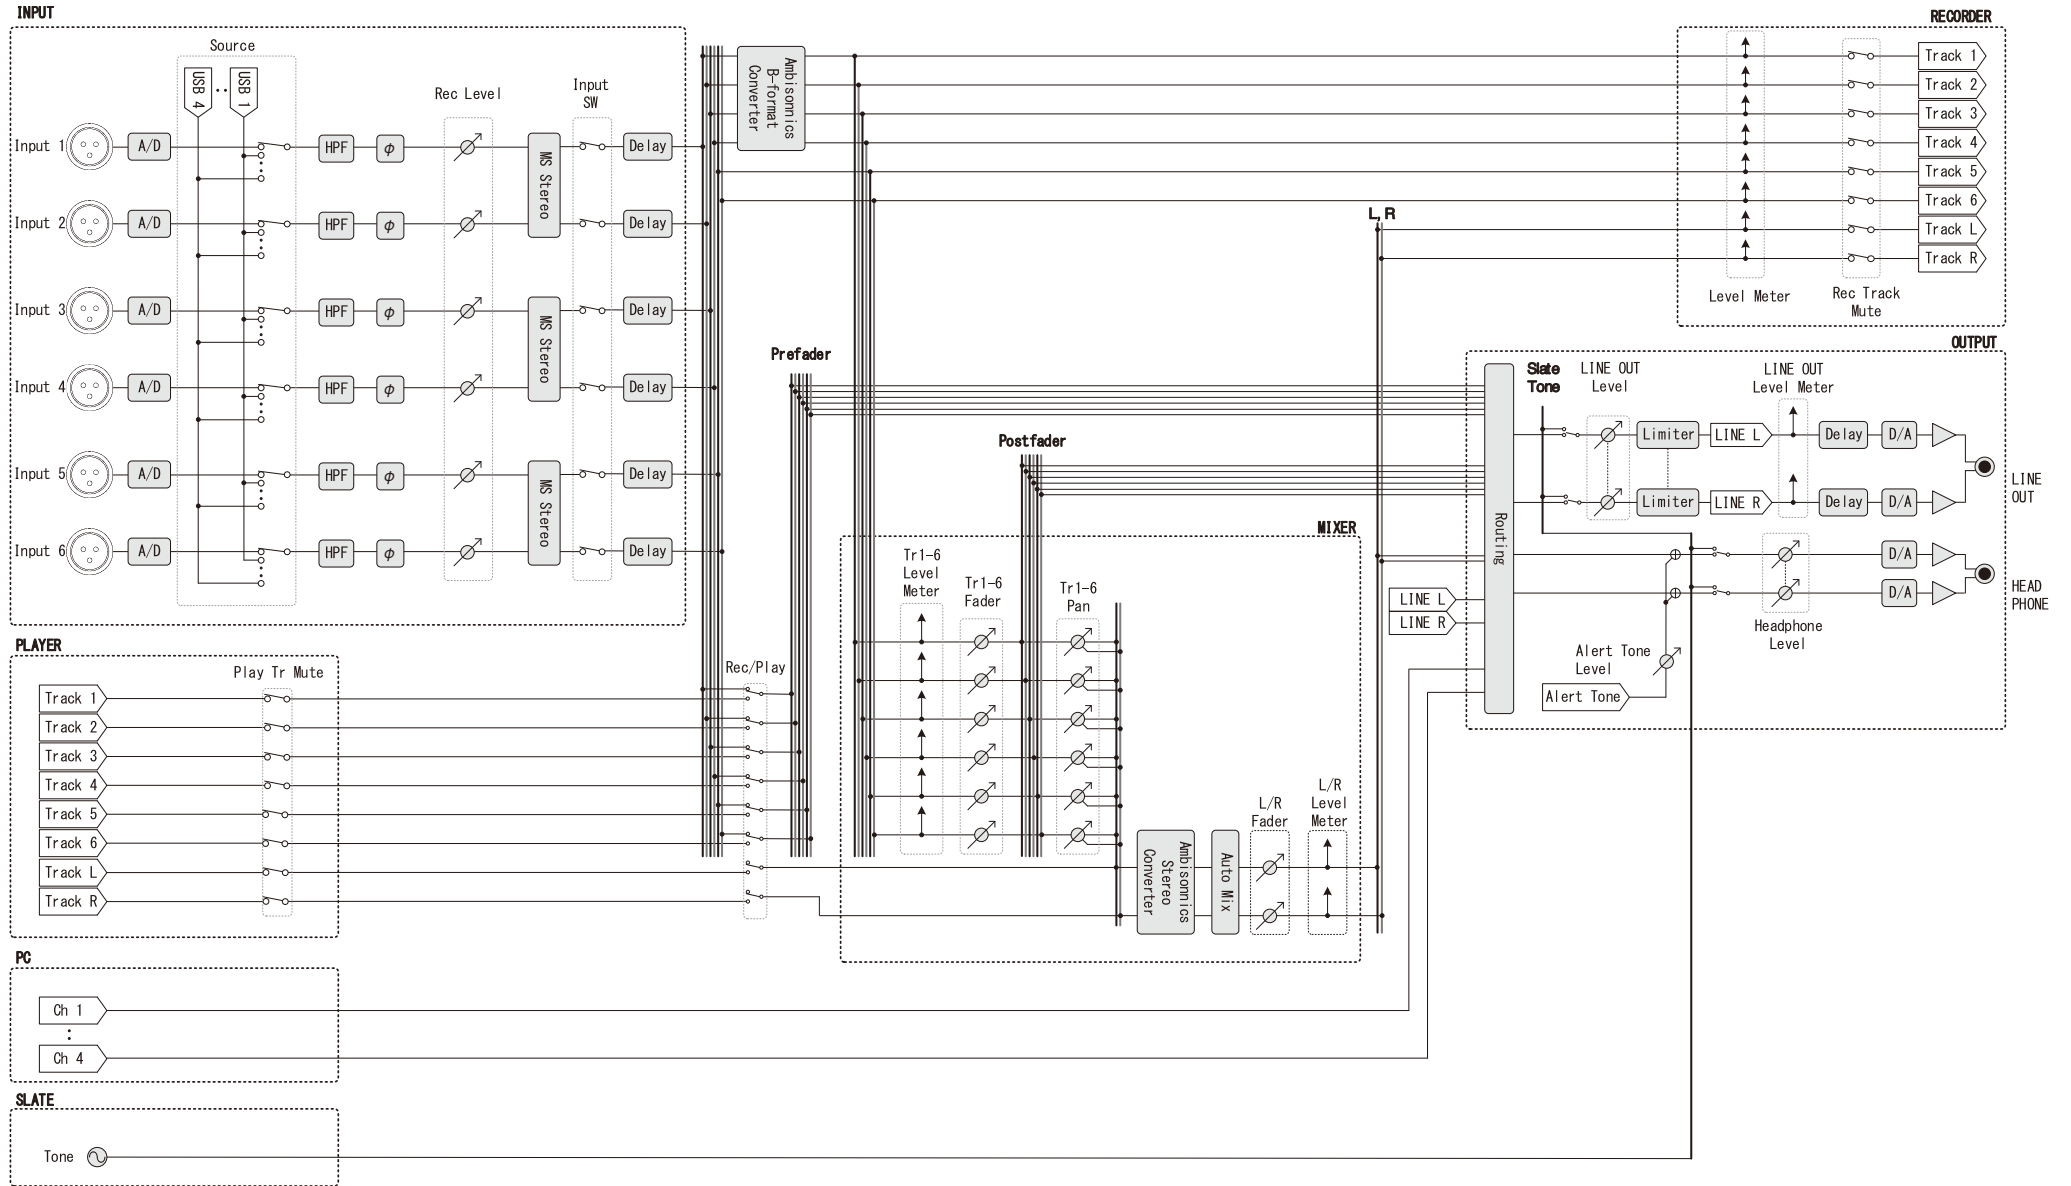 INPUT
Source
USB 4
USB 1
Rec Level
Input
SW
Input 1
A/D
HPF
φ
MS Stereo
Delay
Input 2
A/D
HPF
φ
Delay
Input 3
A/D
HPF
φ
MS Stereo
Delay
Input 4
A/D
HPF
φ
Delay
Input 5
A/D
HPF
φ
MS Stereo
Delay
Input 6
A/D
HPF
φ
Delay
Ambisonnics
B-format
Converter
RECORDER
Track 1
Track 2
Track 3
Track 4
Track 5
Track 6
Track L
Track R
Level Meter
Rec Track
Mute
L, R
Prefader
Postfader
PLAYER
Play Tr Mute
Track 1
Track 2
Track 3
Track 4
Track 5
Track 6
Track L
Track R
Rec/Play
MIXER
Tr1-6
Level
Meter
Tr1-6
Fader
Tr1-6
Pan
Ambisonnics
Stereo
Converter
Auto Mix
L/R
Fader
L/R
Level
Meter
OUTPUT
Routing
Slate
Tone
LINE OUT
Level
LINE OUT
Level Meter
Limiter
LINE L
Delay
D/A
Limiter
LINE R
Delay
D/A
LINE
OUT
D/A
D/A
HEAD
PHONE
LINE L
LINE R
Headphone
Level
Alert Tone
Level
Alert Tone
PC
Ch 1
Ch 4
SLATE
Tone